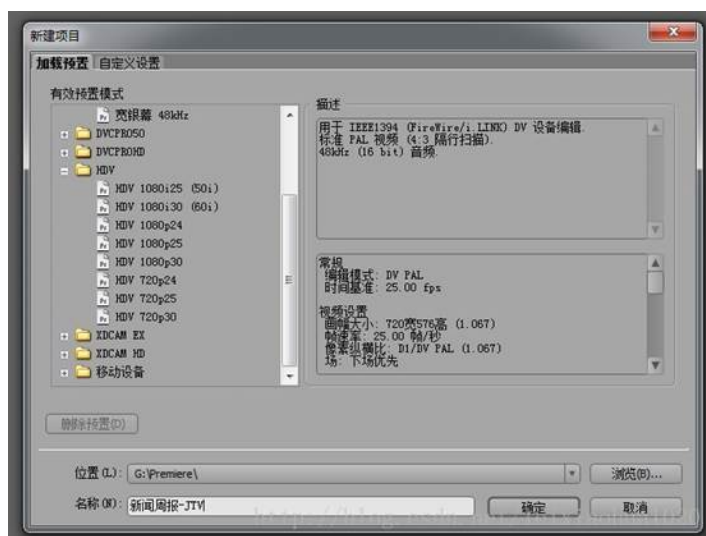 新建项目
加载预置 自定义设置
有效预置模式
宽银幕 48kHz
DVCPRO50
DVCPROHD
HDV
HDV 1080i25 (50i)
HDV 1080i30 (60i)
HDV 1080p24
HDV 1080p25
HDV 1080p30
HDV 720p24
HDV 720p25
HDV 720p30
XDCAM EX
XDCAM HD
移动设备
描述
用于 IEEE1394 (FireWire/i.LINK) DV 设备编辑.
标准 PAL 视频 (4:3 隔行扫描).
48kHz (16 bit) 音频.
常规
编辑模式: DV PAL
时间基准: 25.00 fps
视频设置
画幅大小: 720宽576高 (1.067)
帧速率: 25.00 帧/秒
像素纵横比: D1/DV PAL (1.067)
场: 下场优先
删除预置(D)
位置(L): G:\Premiere\ 浏览(B)...
名称(N): 新闻周报-JTV 确定 取消